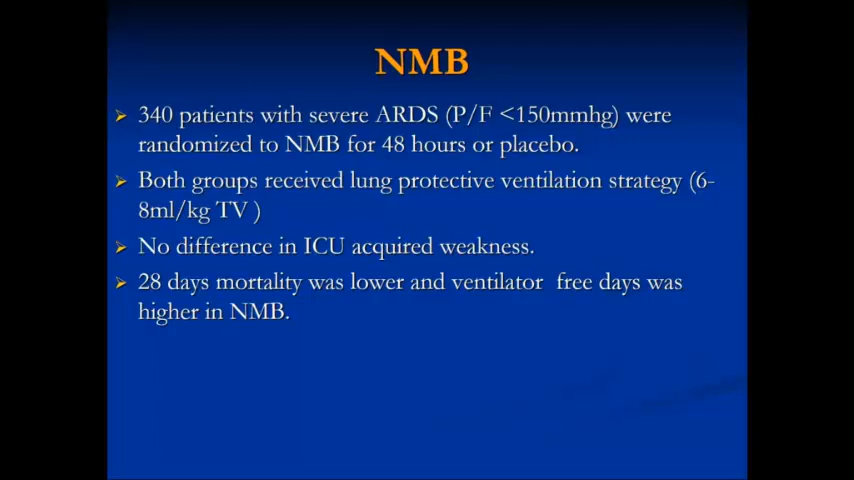 NMB
340 patients with severe ARDS (P/F <150mmhg) were
randomized to NMB for 48 hours or placebo.
Both groups received lung protective ventilation strategy (6-
8ml/kg TV )
No difference in ICU acquired weakness.
28 days mortality was lower and ventilator  free days was
higher in NMB.